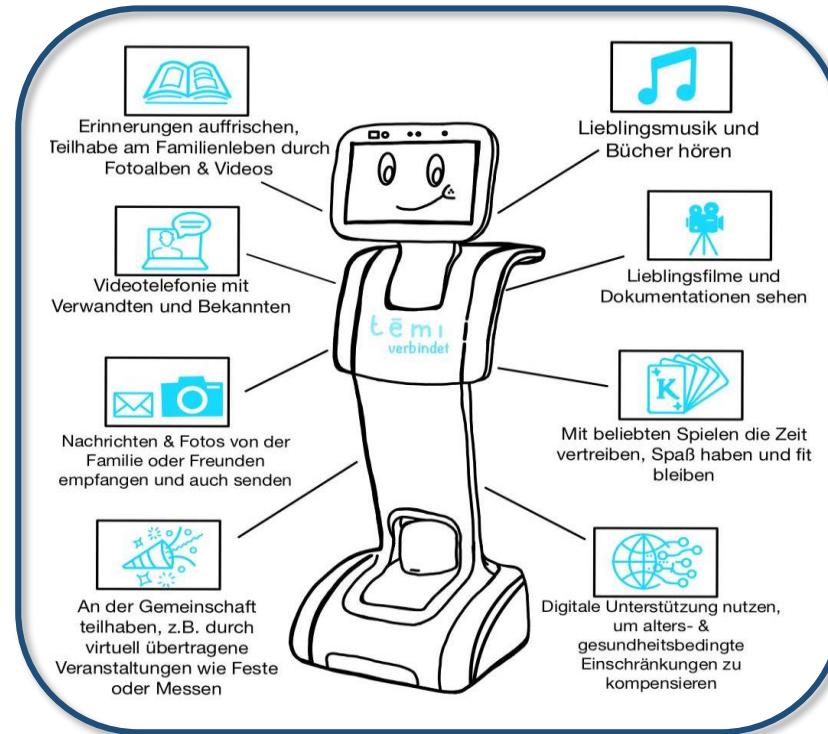 Erinnerungen auffrischen,
Teilhabe am Familienleben durch
Fotoalben & Videos
Videotelefonie mit
Verwandten und Bekannten
Nachrichten & Fotos von der
Familie oder Freunden
empfangen und auch senden
An der Gemeinschaft
teilhaben, z.B. durch
virtuell übertragene
Veranstaltungen wie Feste
oder Messen
tēmi
verbindet
Lieblingsmusik und
Bücher hören
Lieblingsfilme und
Dokumentationen sehen
K
Mit beliebten Spielen die Zeit
vertreiben, Spaß haben und fit
bleiben
Digitale Unterstützung nutzen,
um alters- &
gesundheitsbedingte
Einschränkungen zu
kompensieren